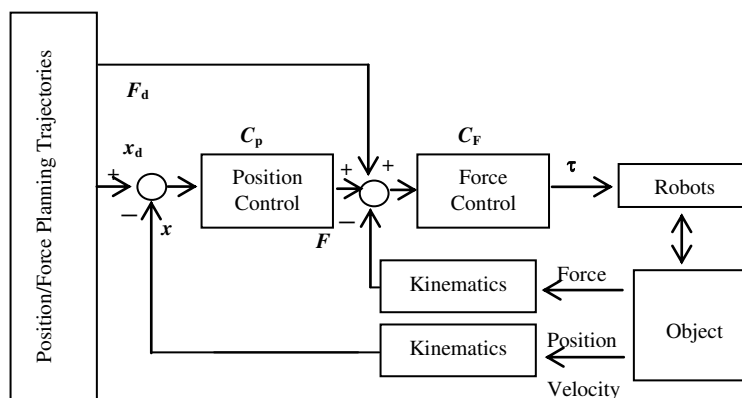 Position/Force Planning Trajectories
F_d
x_d
C_p
C_F
τ
+
−
x
Position
Control
+
+
−
F
Force
Control
Robots
Kinematics
Force
Object
Kinematics
Position
Velocity